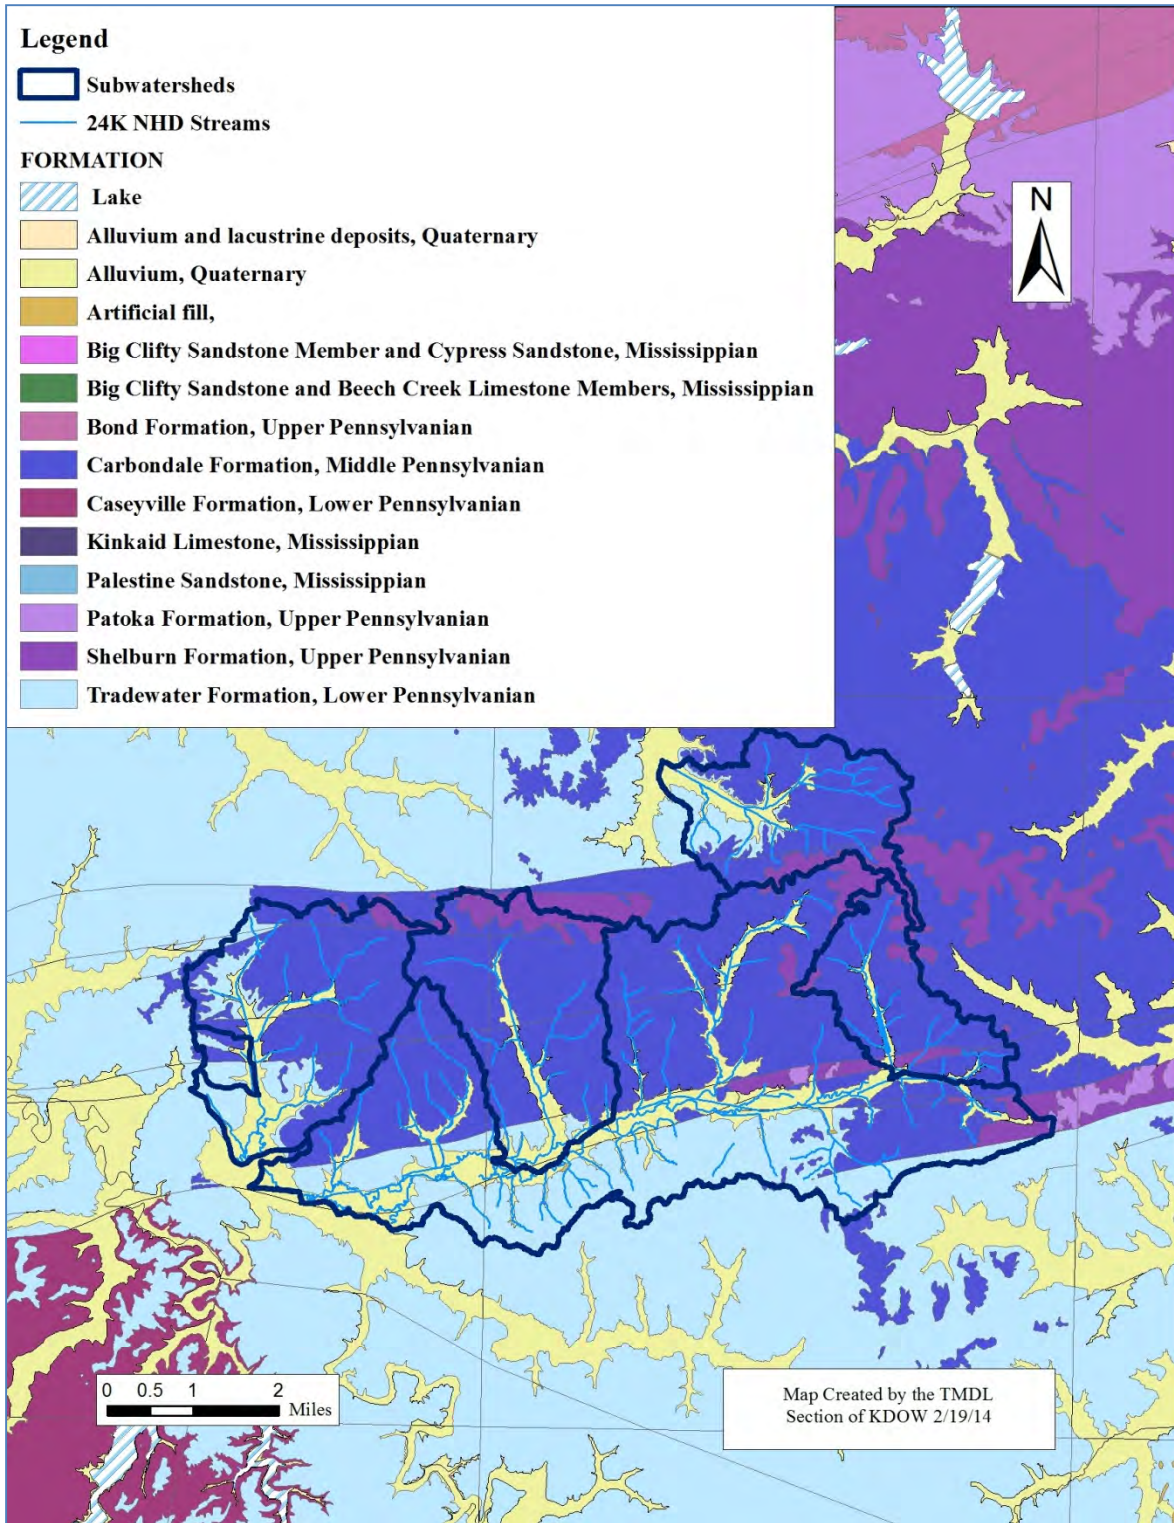 Legend
Subwatersheds
24K NHD Streams
FORMATION
Lake
Alluvium and lacustrine deposits, Quaternary
Alluvium, Quaternary
Artificial fill,
Big Clifty Sandstone Member and Cypress Sandstone, Mississippian
Big Clifty Sandstone and Beech Creek Limestone Members, Mississippian
Bond Formation, Upper Pennsylvanian
Carbondale Formation, Middle Pennsylvanian
Caseyville Formation, Lower Pennsylvanian
Kinkaid Limestone, Mississippian
Palestine Sandstone, Mississippian
Patoka Formation, Upper Pennsylvanian
Shelburn Formation, Upper Pennsylvanian
Tradewater Formation, Lower Pennsylvanian
N
0 0.5 1 2
Miles
Map Created by the TMDL
Section of KDOW 2/19/14